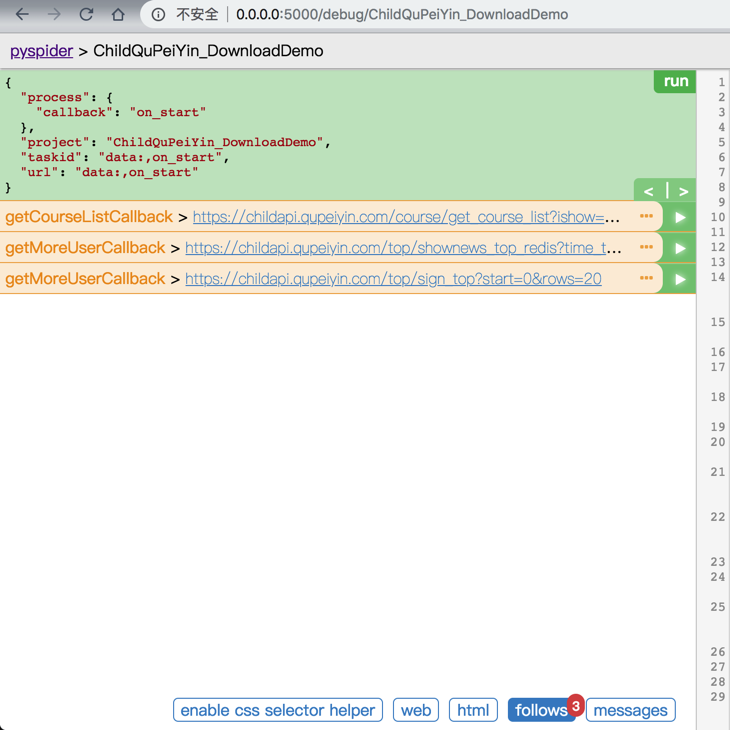 不安全 0.0.0.0:5000/debug/ChildQuPeiYin_DownloadDemo
pyspider > ChildQuPeiYin_DownloadDemo
run
{
  "process": {
    "callback": "on_start"
  },
  "project": "ChildQuPeiYin_DownloadDemo",
  "taskid": "data:,on_start",
  "url": "data:,on_start"
}
< | >
getCourseListCallback > https://childapi.qupeiyin.com/course/get_course_list?ishow=...
getMoreUserCallback > https://childapi.qupeiyin.com/top/shownews_top_redis?time_t...
getMoreUserCallback > https://childapi.qupeiyin.com/top/sign_top?start=0&rows=20
1
2
3
4
5
6
7
8
9
10
11
12
13
14
15
16
17
18
19
20
21
22
23
24
25
26
27
28
29
enable css selector helper web html follows 3 messages